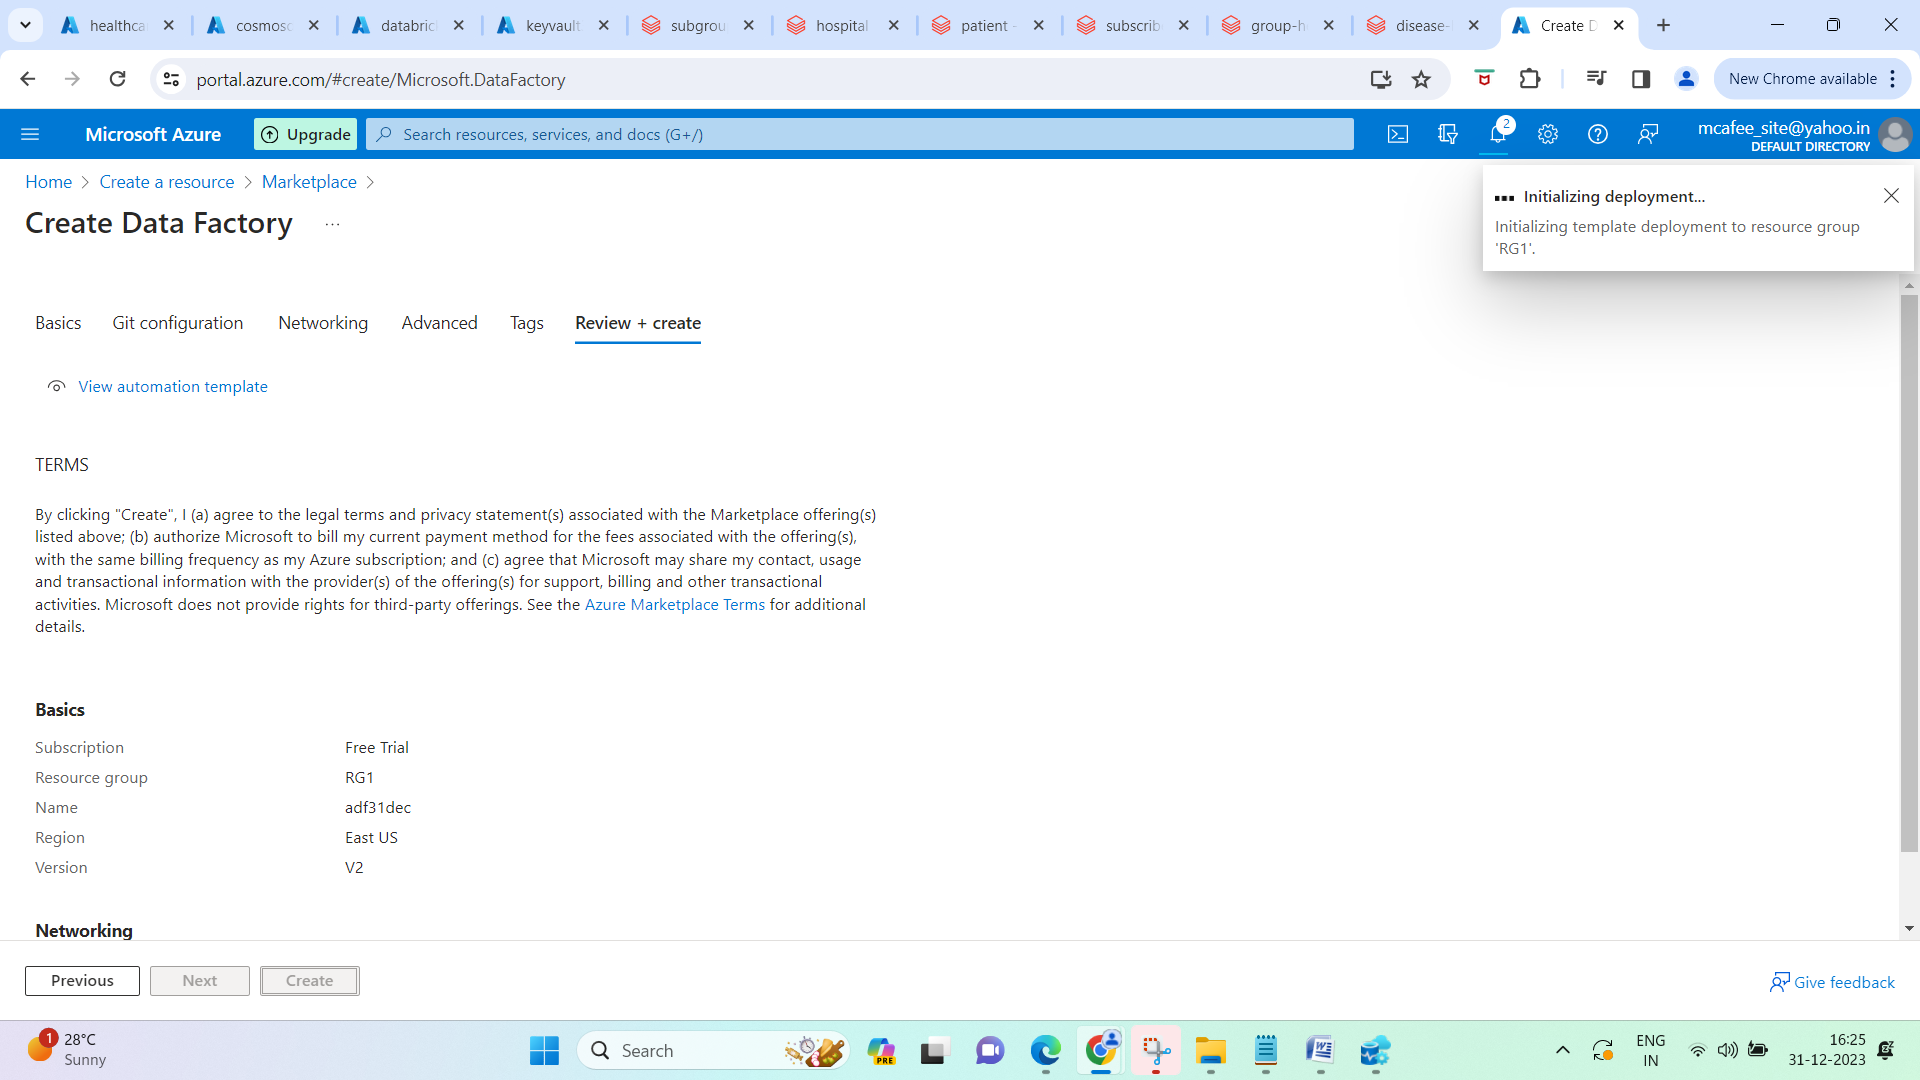 healthca
cosmosc
databric
keyvault
subgrou
hospital
patient -
subscrib
group-h
disease-
Create D
portal.azure.com/#create/Microsoft.DataFactory
New Chrome available
Microsoft Azure
Upgrade
Search resources, services, and docs (G+/)
2
mcafee_site@yahoo.in
DEFAULT DIRECTORY
Home > Create a resource > Marketplace >
Create Data Factory ...
Initializing deployment...
Initializing template deployment to resource group
'RG1'.
Basics Git configuration Networking Advanced Tags Review + create
View automation template
TERMS
By clicking "Create", I (a) agree to the legal terms and privacy statement(s) associated with the Marketplace offering(s)
listed above; (b) authorize Microsoft to bill my current payment method for the fees associated with the offering(s),
with the same billing frequency as my Azure subscription; and (c) agree that Microsoft may share my contact, usage
and transactional information with the provider(s) of the offering(s) for support, billing and other transactional
activities. Microsoft does not provide rights for third-party offerings. See the Azure Marketplace Terms for additional
details.
Basics
Subscription Free Trial
Resource group RG1
Name adf31dec
Region East US
Version V2
Networking
Previous Next Create
Give feedback
1
28°C
Sunny
Search
PRE
ENG
IN
16:25
31-12-2023